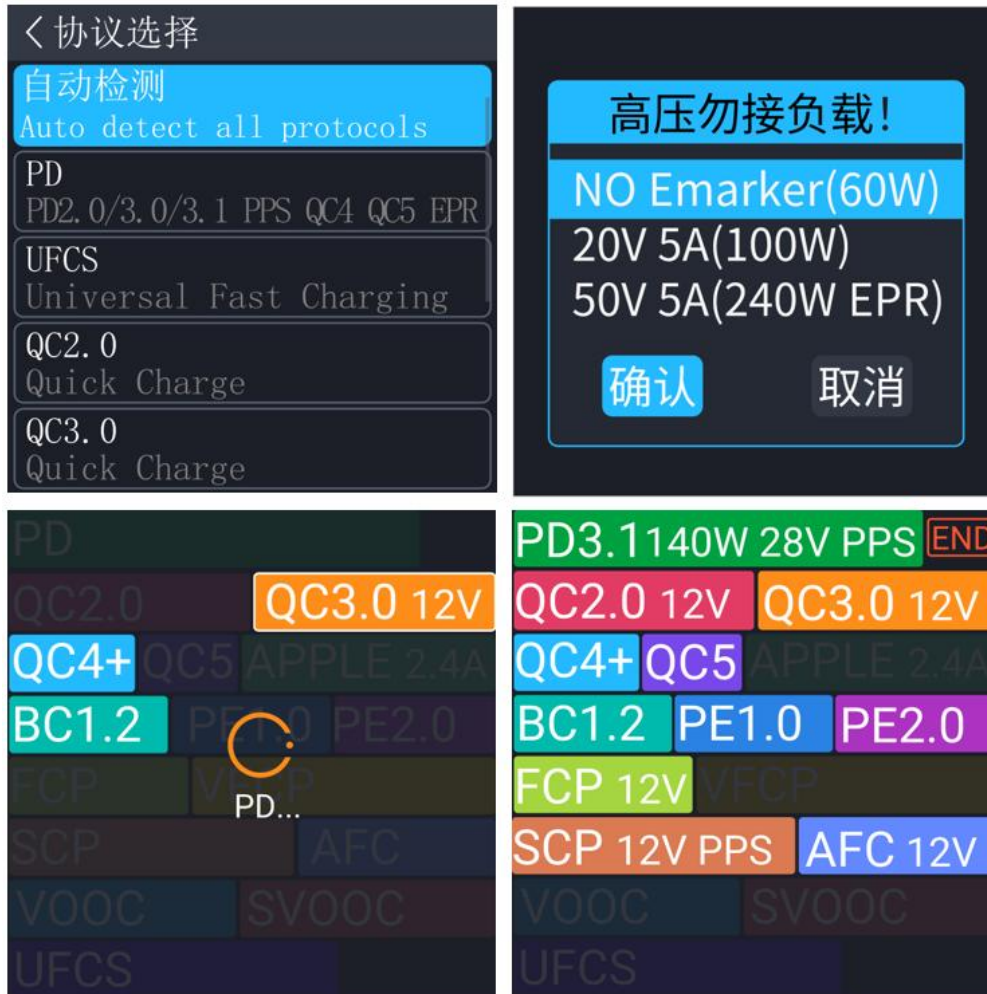 く协议选择
自动检测
Auto detect all protocols
PD
PD2.0/3.0/3.1 PPS QC4 QC5 EPR
UFCS
Universal Fast Charging
QC2.0
Quick Charge
QC3.0
Quick Charge
高压勿接负载!
NO Emarker(60W)
20V 5A(100W)
50V 5A(240W EPR)
确认 取消
PD
QC2.0 QC3.0 12V
QC4+ QC5 APPLE 2.4A
BC1.2 PE1.0 PE2.0
FCP VFCP
PD...
SCP AFC
VOOC SVOOC
UFCS
PD3.1 140W 28V PPS END
QC2.0 12V QC3.0 12V
QC4+ QC5 APPLE 2.4A
BC1.2 PE1.0 PE2.0
FCP 12V VFCP
SCP 12V PPS AFC 12V
VOOC SVOOC
UFCS